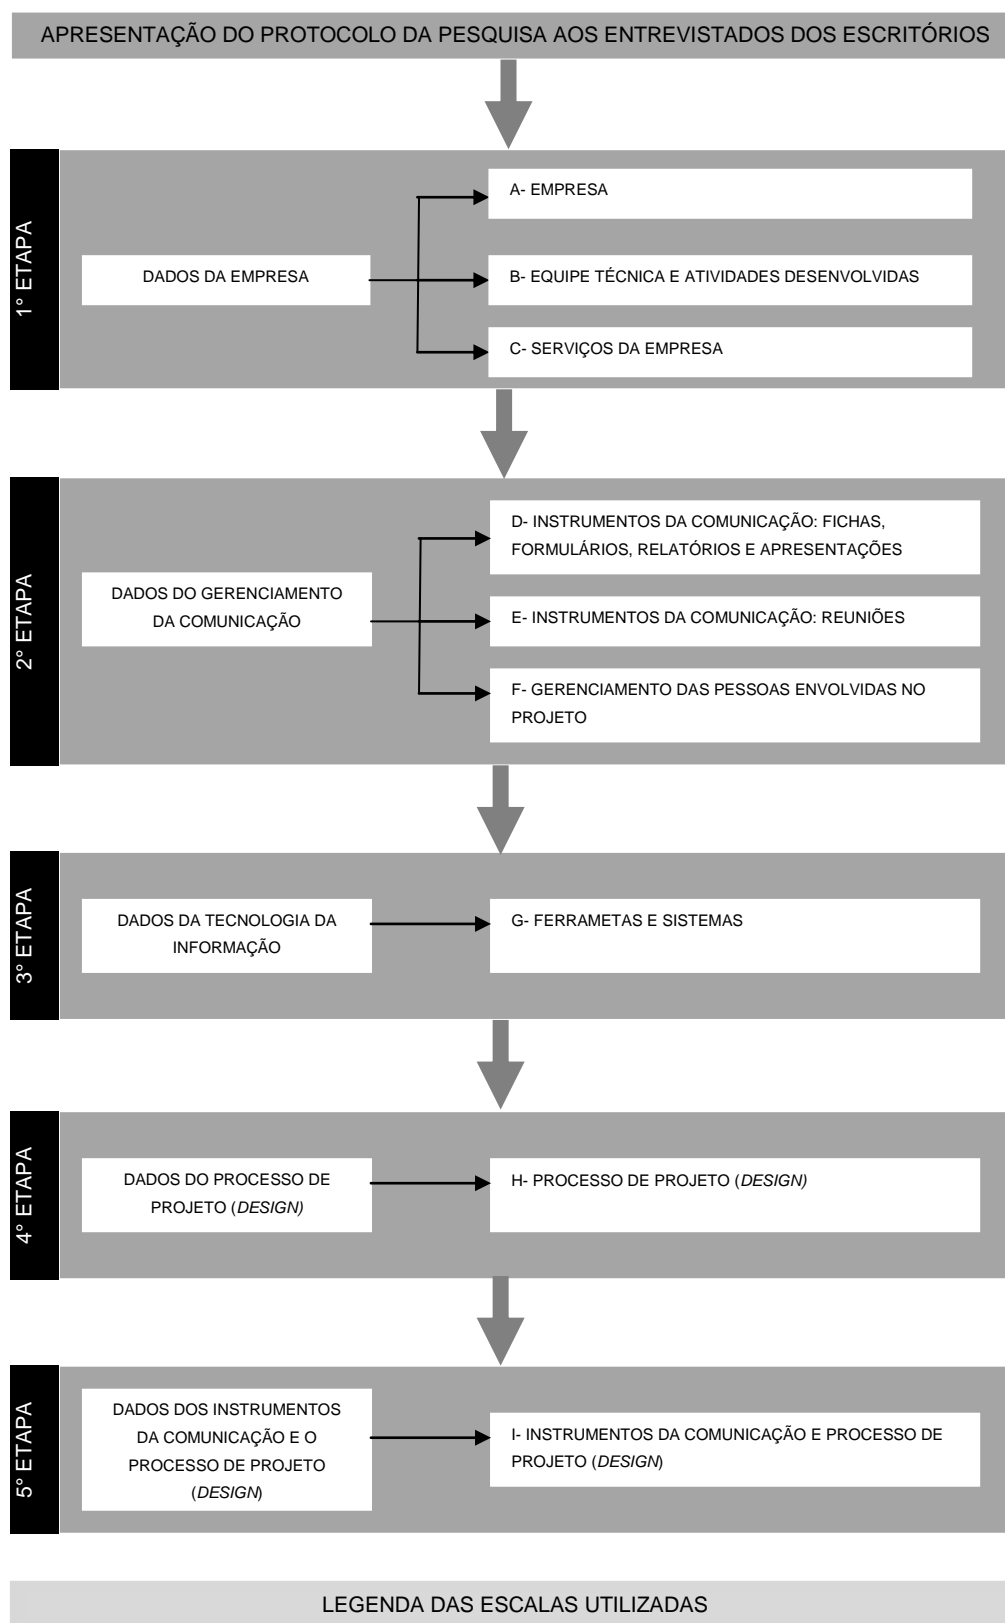 APRESENTAÇÃO DO PROTOCOLO DA PESQUISA AOS ENTREVISTADOS DOS ESCRITÓRIOS
1° ETAPA
DADOS DA EMPRESA
A- EMPRESA
B- EQUIPE TÉCNICA E ATIVIDADES DESENVOLVIDAS
C- SERVIÇOS DA EMPRESA
2° ETAPA
DADOS DO GERENCIAMENTO
DA COMUNICAÇÃO
D- INSTRUMENTOS DA COMUNICAÇÃO: FICHAS,
FORMULÁRIOS, RELATÓRIOS E APRESENTAÇÕES
E- INSTRUMENTOS DA COMUNICAÇÃO: REUNIÕES
F- GERENCIAMENTO DAS PESSOAS ENVOLVIDAS NO
PROJETO
3° ETAPA
DADOS DA TECNOLOGIA DA
INFORMAÇÃO
G- FERRAMETAS E SISTEMAS
4° ETAPA
DADOS DO PROCESSO DE
PROJETO (DESIGN)
H- PROCESSO DE PROJETO (DESIGN)
5° ETAPA
DADOS DOS INSTRUMENTOS
DA COMUNICAÇÃO E O
PROCESSO DE PROJETO
(DESIGN)
I- INSTRUMENTOS DA COMUNICAÇÃO E PROCESSO DE
PROJETO (DESIGN)
LEGENDA DAS ESCALAS UTILIZADAS